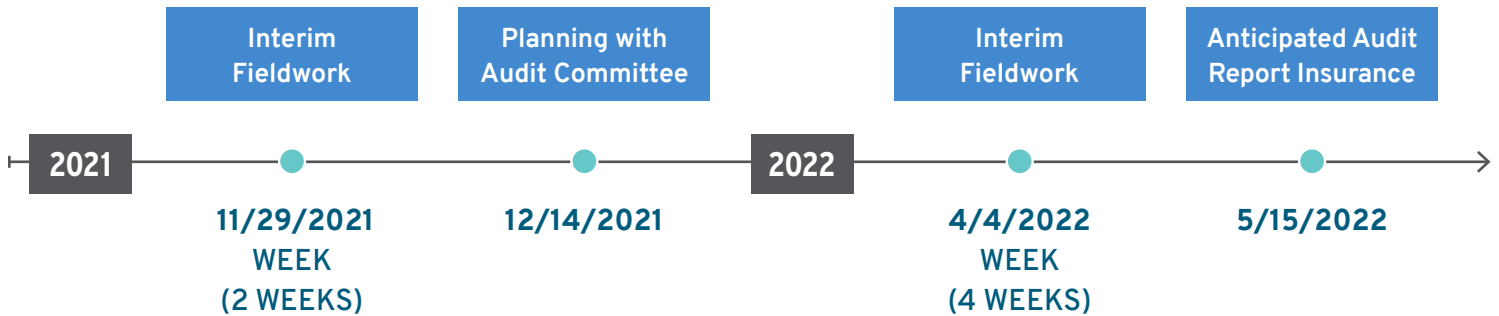 Interim
Fieldwork
Planning with
Audit Committee
Interim
Fieldwork
Anticipated Audit
Report Insurance
2021
2022
11/29/2021
WEEK
(2 WEEKS)
12/14/2021
4/4/2022
WEEK
(4 WEEKS)
5/15/2022